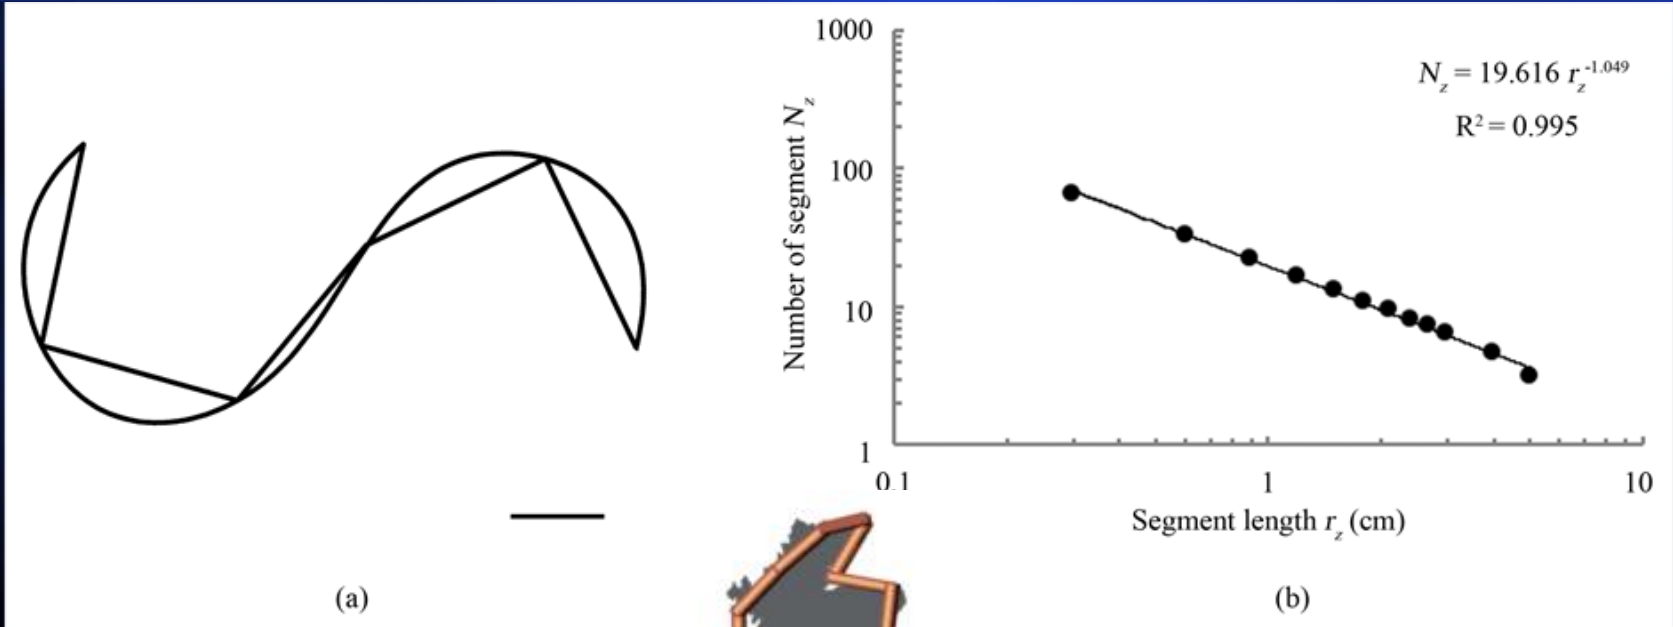 1000
100
10
1
Number of segment N_z
N_z = 19.616 r_z^-1.049
R² = 0.995
0.1
1
10
Segment length r_z (cm)
(a)
(b)